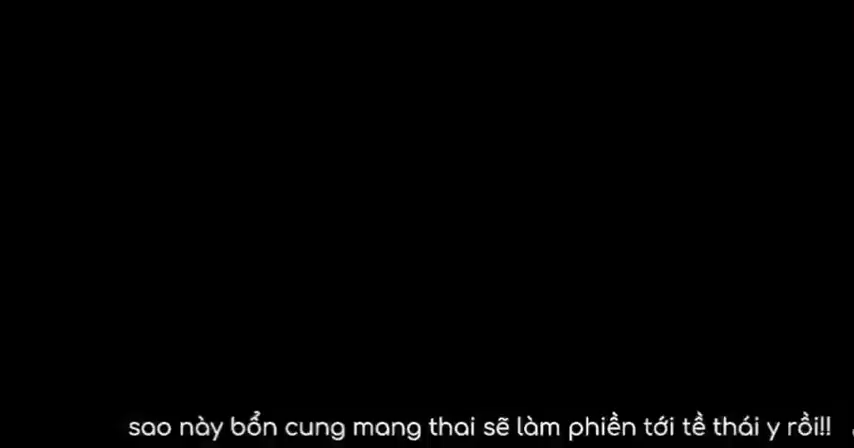 sao này bổn cung mang thai sẽ làm phiền tới tề thái y rồi!!